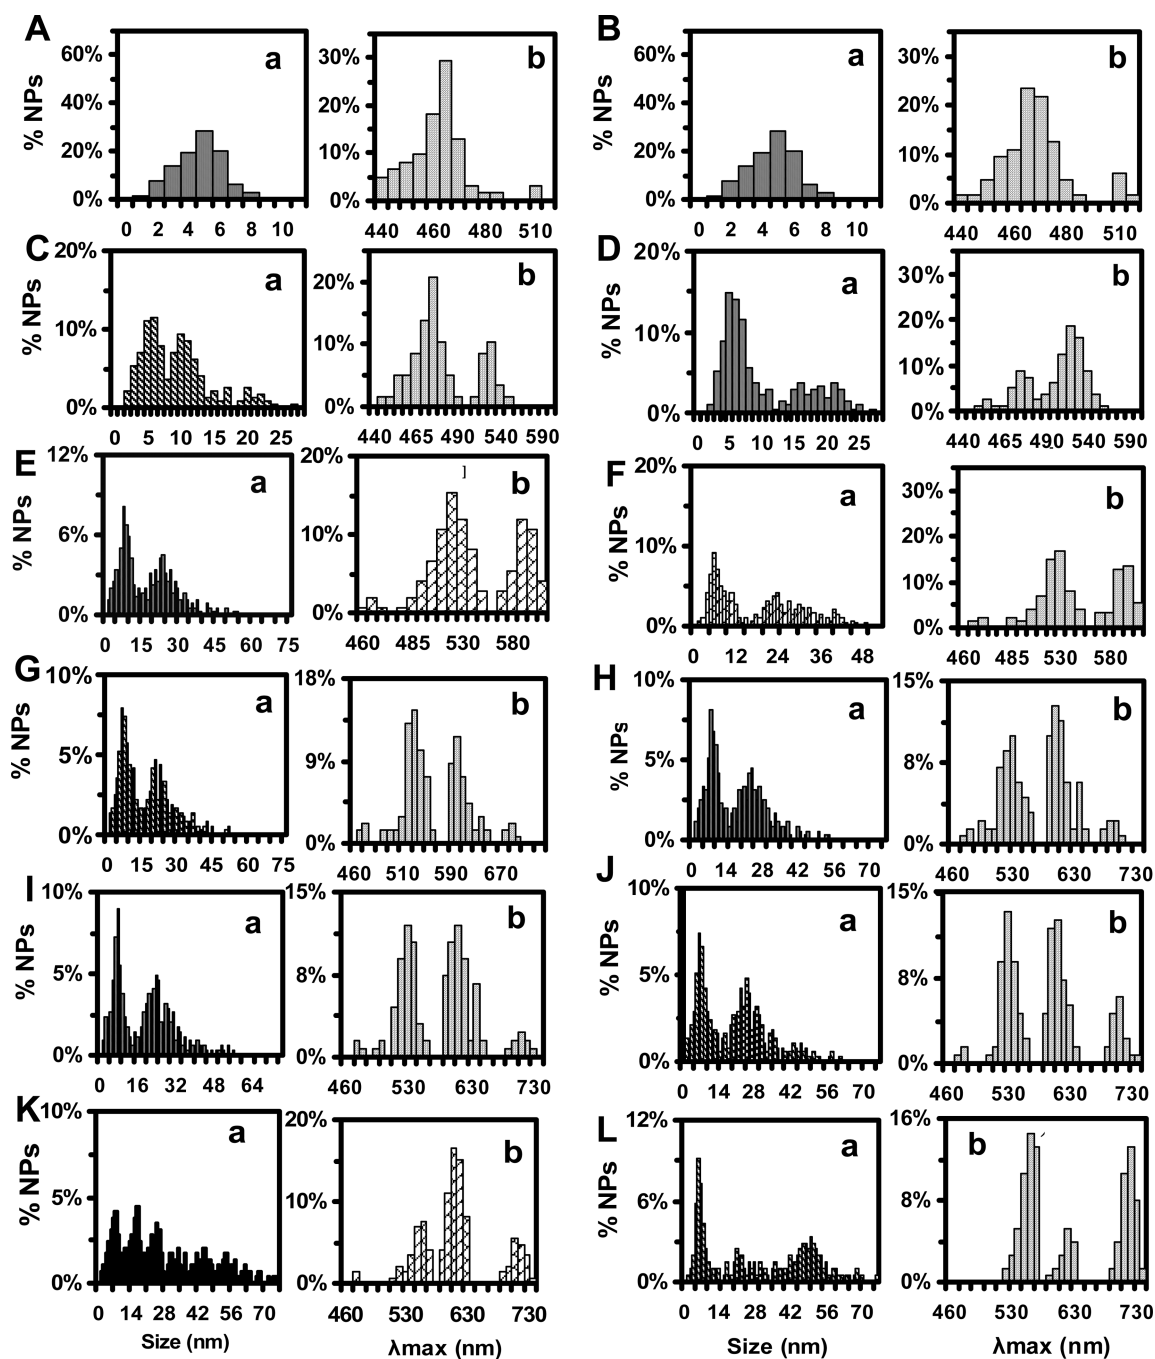 A
B
a
b
a
b
% NPs
60%
40%
20%
0%
30%
20%
10%
0%
% NPs
60%
40%
20%
0%
30%
20%
10%
0%
0 2 4 6 8 10
440 460 480 510
0 2 4 6 8 10
440 460 480 510
C
D
a
b
a
b
% NPs
20%
10%
0%
20%
10%
0%
% NPs
20%
10%
0%
30%
20%
10%
0%
0 5 10 15 20 25
440 465 490 540 590
0 5 10 15 20 25
440 465 490 540 590
E
F
a
b
a
b
% NPs
12%
6%
0%
20%
10%
0%
% NPs
20%
10%
0%
30%
20%
10%
0%
0 15 30 45 60 75
460 485 530 580
0 12 24 36 48
460 485 530 580
G
H
a
b
a
b
% NPs
10%
5%
0%
18%
9%
0%
% NPs
10%
5%
0%
15%
8%
0%
0 15 30 45 60 75
460 510 590 670
0 14 28 42 56 70
460 530 630 730
I
J
a
b
a
b
% NPs
10%
5%
0%
15%
8%
0%
% NPs
10%
5%
0%
15%
8%
0%
0 16 32 48 64
460 530 630 730
0 14 28 42 56 70
460 530 630 730
K
L
a
b
a
b
% NPs
10%
5%
0%
20%
10%
0%
% NPs
12%
6%
0%
16%
8%
0%
0 14 28 42 56 70
460 530 630 730
0 14 28 42 56 70
460 530 630 730
Size (nm)
λmax (nm)
Size (nm)
λmax (nm)